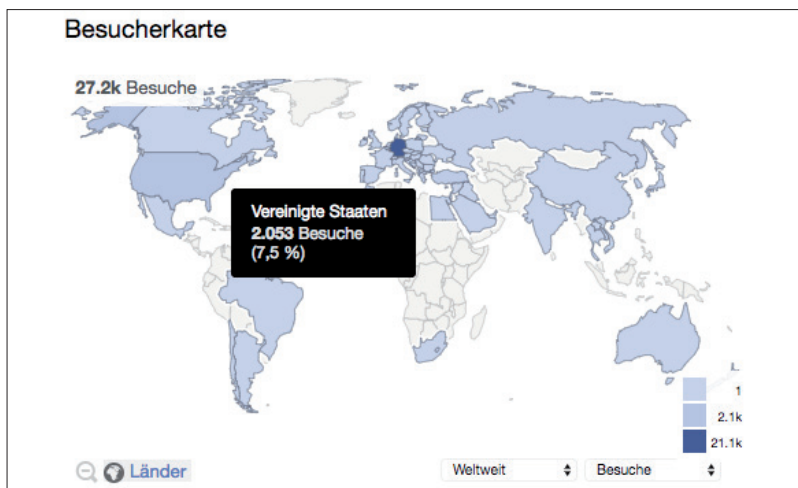 Besucherkarte
27.2k Besuche
Vereinigte Staaten
2.053 Besuche
(7,5 %)
1
2.1k
21.1k
Länder
Weltweit
Besuche